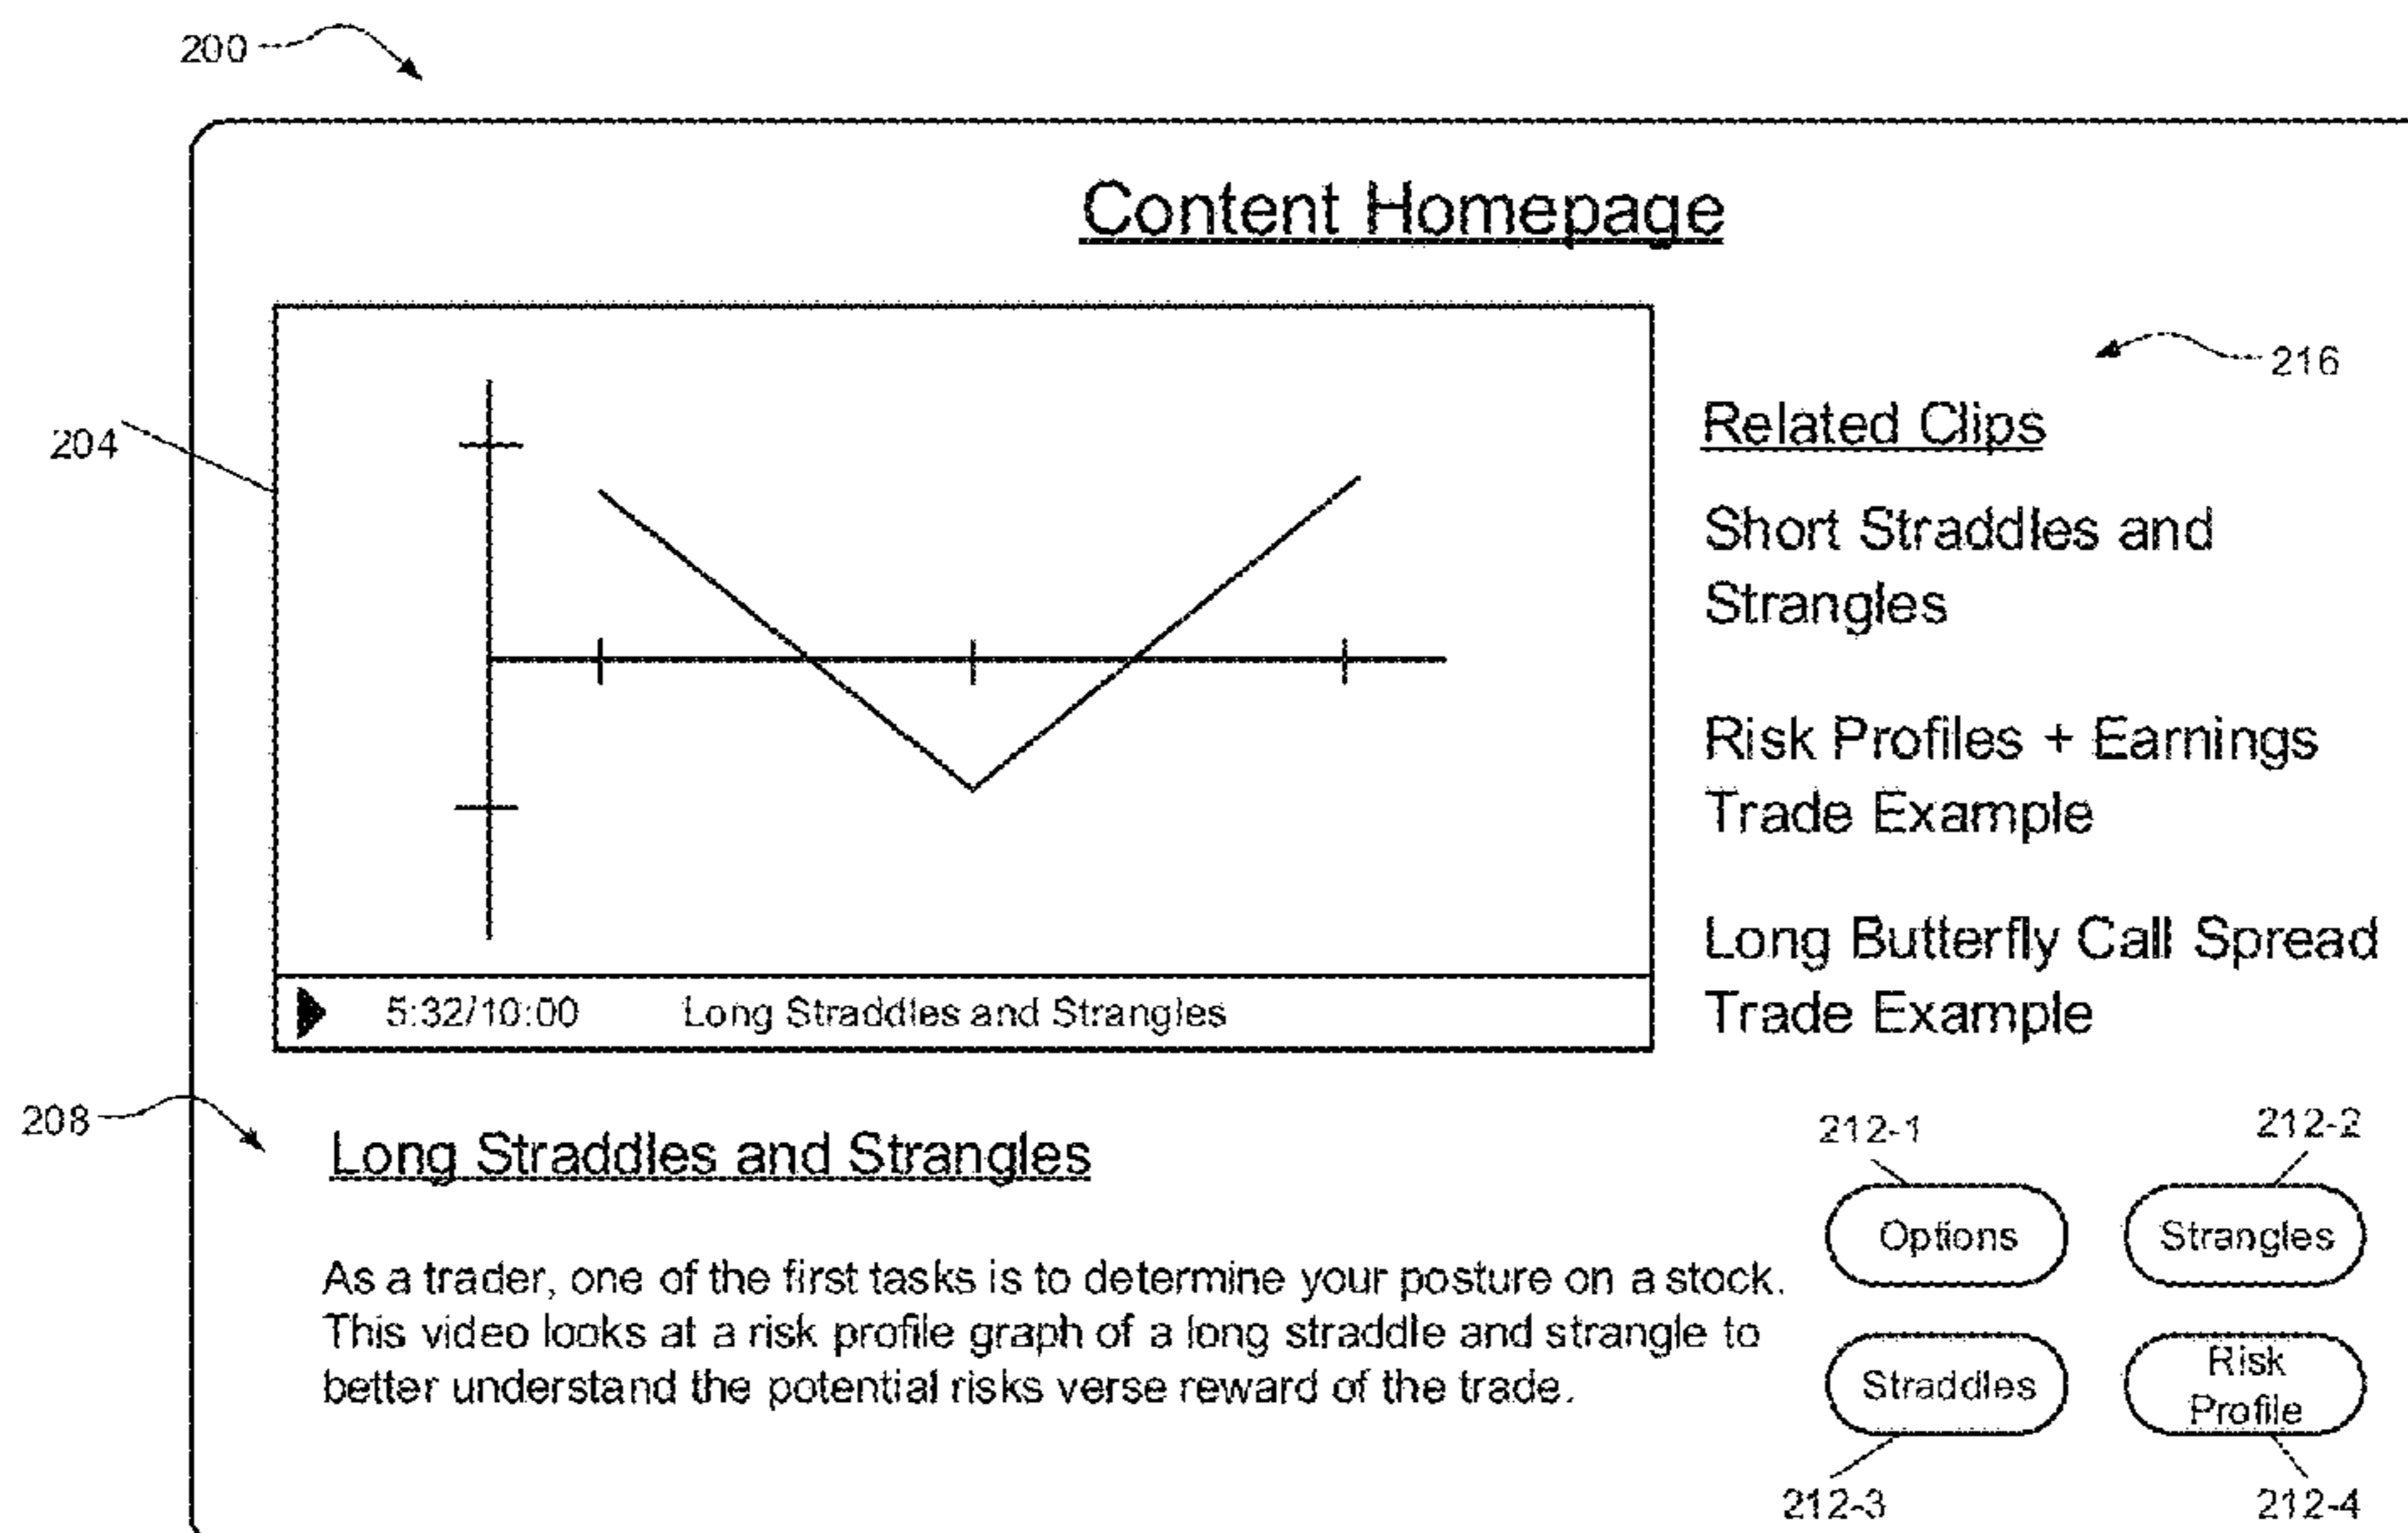 200
Content Homepage
204
216
Related Clips
Short Straddles and
Strangles
Risk Profiles + Earnings
Trade Example
Long Butterfly Call Spread
Trade Example
5:32/10:00 Long Straddles and Strangles
208
Long Straddles and Strangles
As a trader, one of the first tasks is to determine your posture on a stock.
This video looks at a risk profile graph of a long straddle and strangle to
better understand the potential risks verse reward of the trade.
212-1
212-2
Options
Strangles
Straddles
Risk
Profile
212-3
212-4